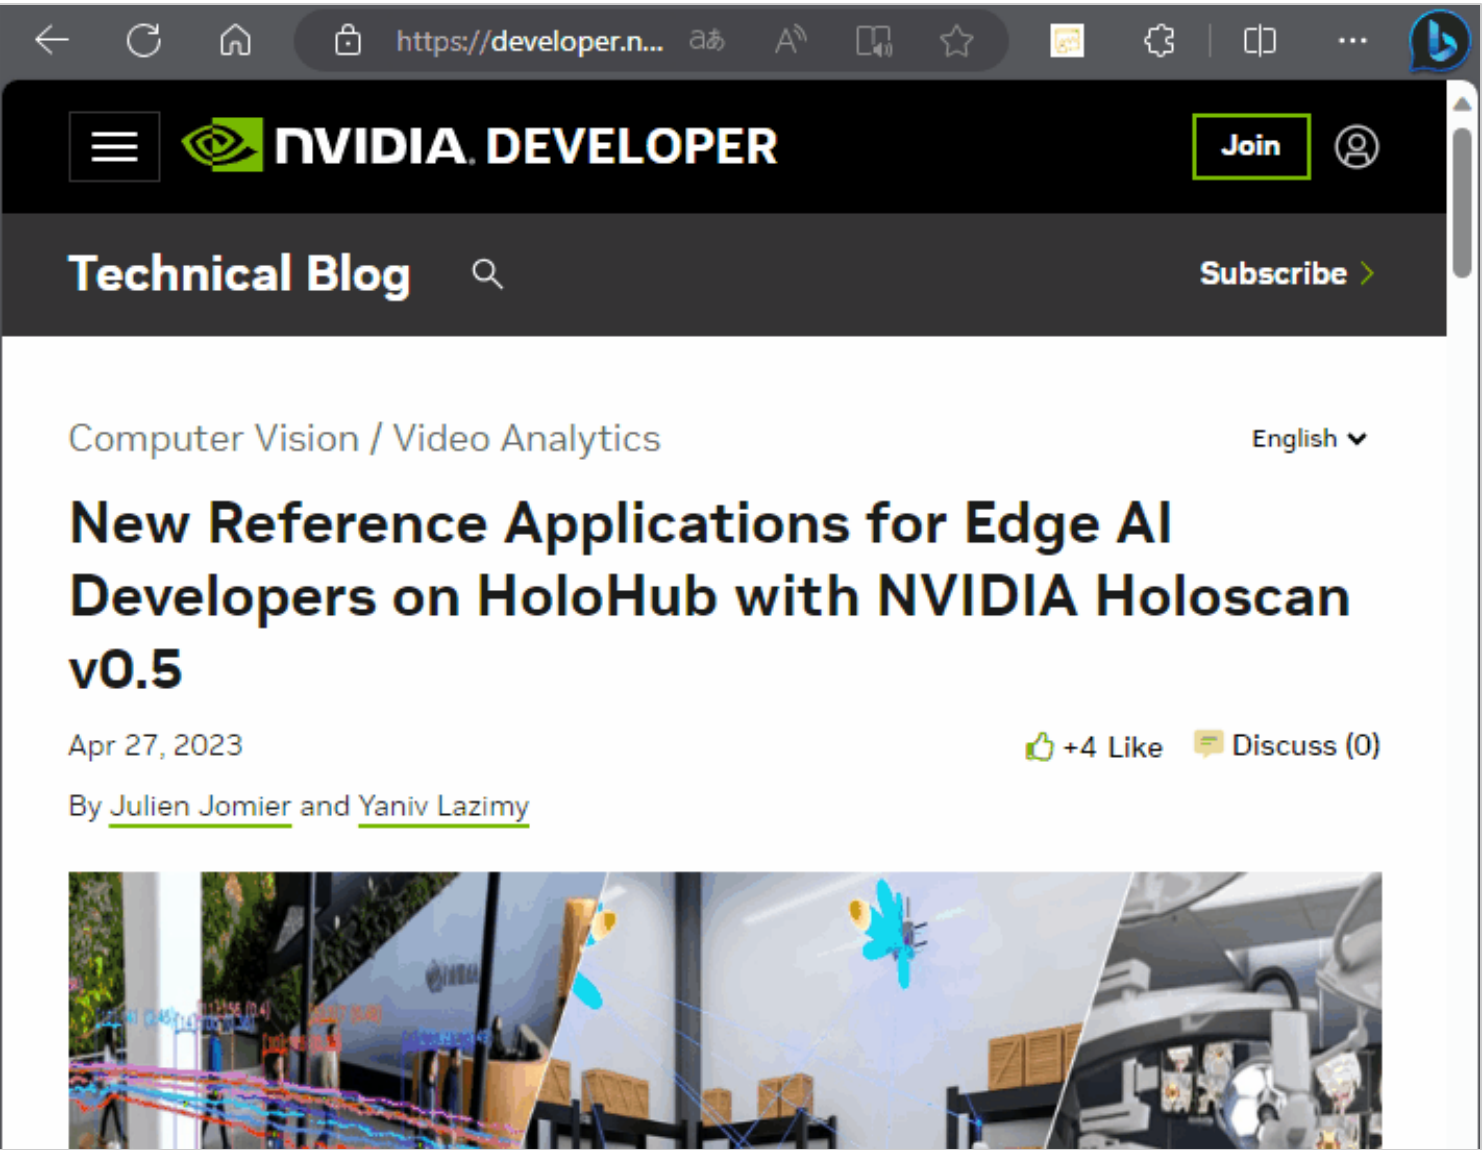 https://developer.n... aあ A
NVIDIA. DEVELOPER
Join
Technical Blog
Subscribe >
Computer Vision / Video Analytics
English
New Reference Applications for Edge AI
Developers on HoloHub with NVIDIA Holoscan
v0.5
Apr 27, 2023
+4 Like
Discuss (0)
By Julien Jomier and Yaniv Lazimy